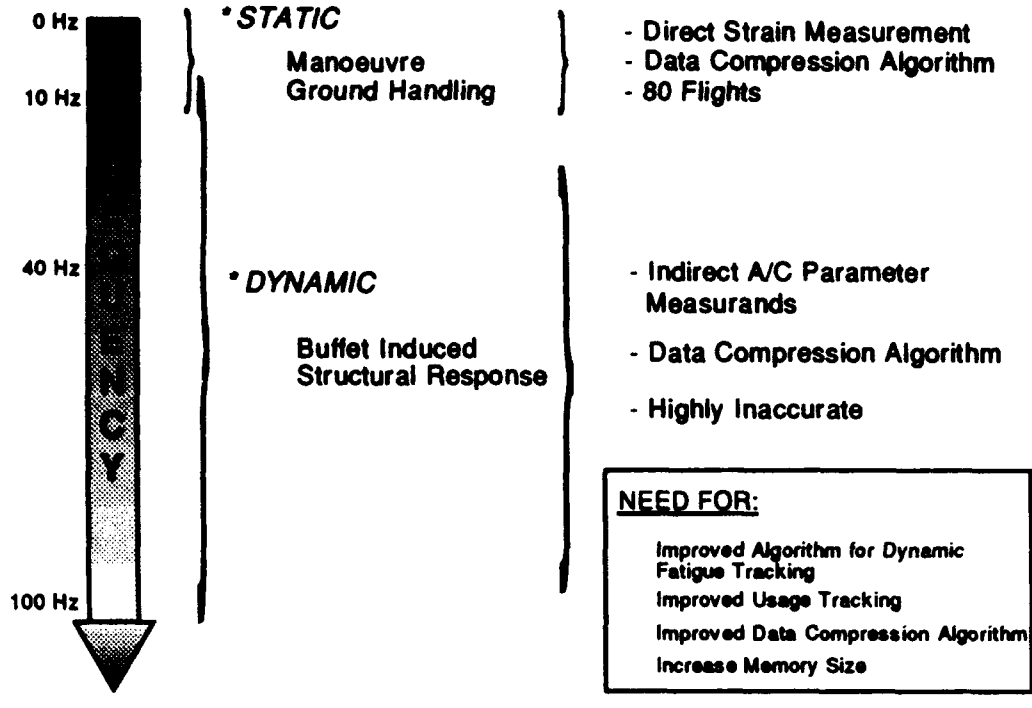 0 Hz
10 Hz
40 Hz
100 Hz
ENCY
* STATIC
Manoeuvre
Ground Handling
- Direct Strain Measurement
- Data Compression Algorithm
- 80 Flights
* DYNAMIC
Buffet Induced
Structural Response
- Indirect A/C Parameter
Measurands
- Data Compression Algorithm
- Highly Inaccurate
NEED FOR:
Improved Algorithm for Dynamic
Fatigue Tracking
Improved Usage Tracking
Improved Data Compression Algorithm
Increase Memory Size